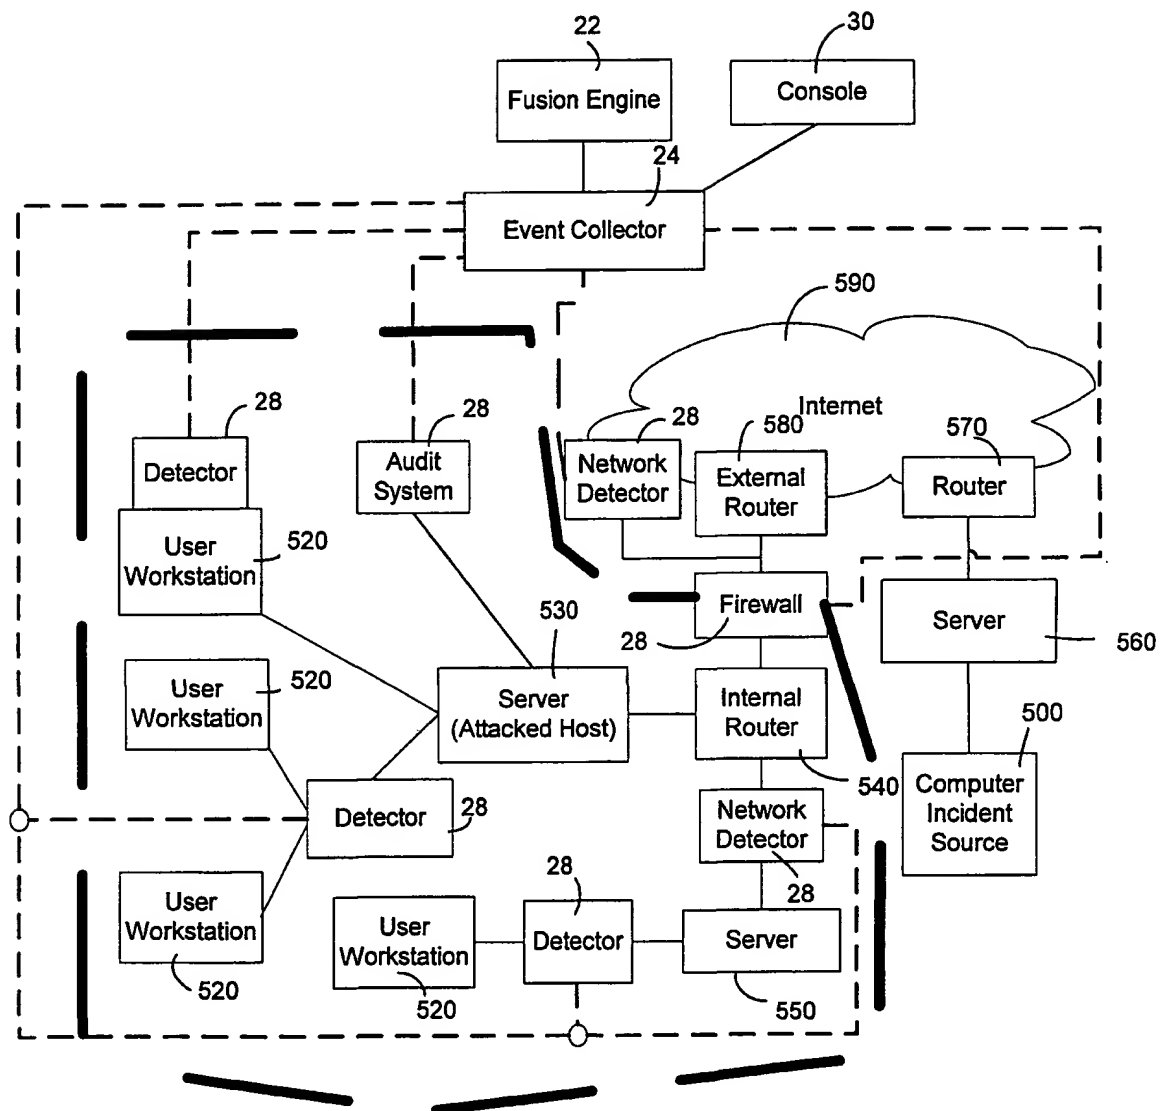 22
30
Fusion Engine
Console
24
Event Collector
590
Internet
28
28
28
580
570
Detector
Audit
System
Network
Detector
External
Router
Router
User
Workstation
520
530
Firewall
28
Server
560
User
Workstation
520
Server
(Attacked Host)
Internal
Router
540
500
Computer
Incident
Source
Detector
28
Network
Detector
28
User
Workstation
520
28
User
Workstation
520
Detector
Server
550